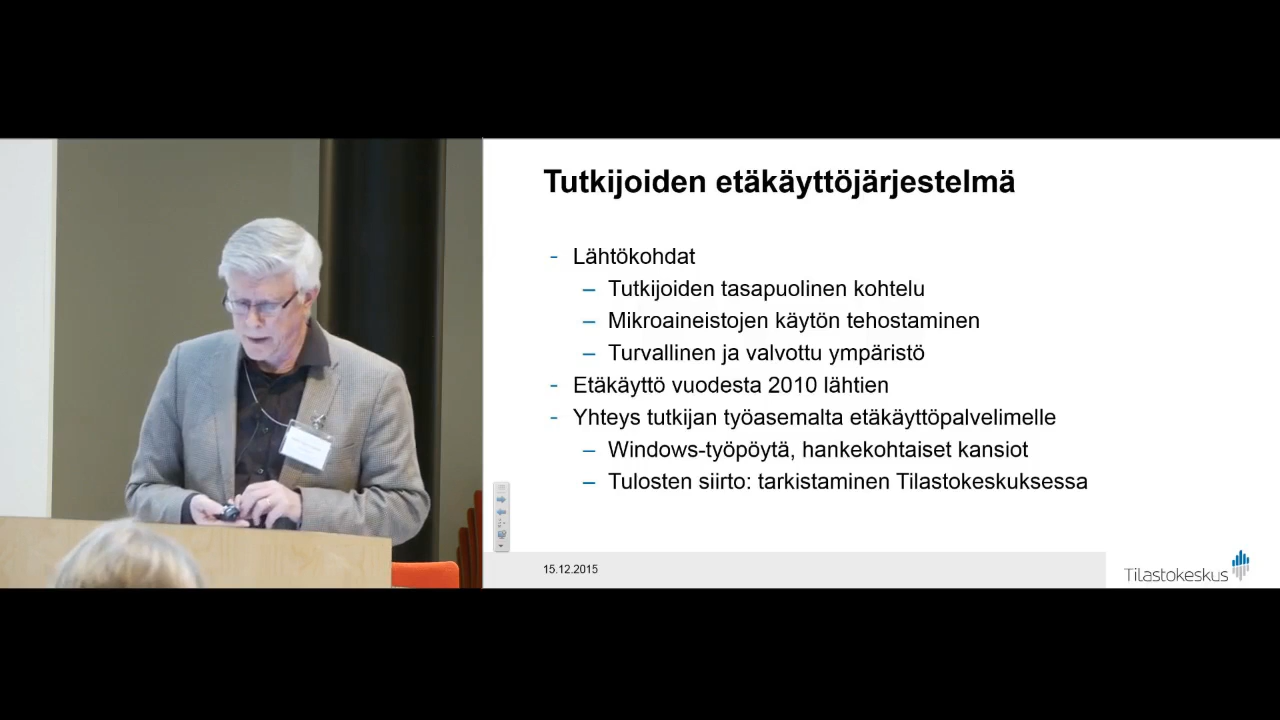 Tutkijoiden etäkäyttöjärjestelmä
- Lähtökohdat
– Tutkijoiden tasapuolinen kohtelu
– Mikroaineistojen käytön tehostaminen
– Turvallinen ja valvottu ympäristö
- Etäkäyttö vuodesta 2010 lähtien
- Yhteys tutkijan työasemalta etäkäyttöpalvelimelle
– Windows-työpöytä, hankekohtaiset kansiot
– Tulosten siirto: tarkistaminen Tilastokeskuksessa
15.12.2015
Tilastokeskus